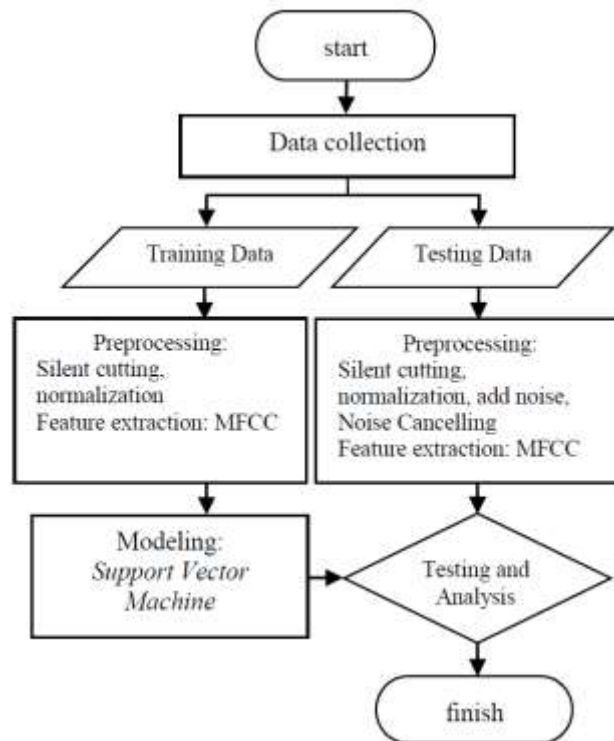 start
Data collection
Training Data
Testing Data
Preprocessing:
Silent cutting,
normalization
Feature extraction: MFCC
Preprocessing:
Silent cutting,
normalization, add noise,
Noise Cancelling
Feature extraction: MFCC
Modeling:
Support Vector
Machine
Testing and
Analysis
finish